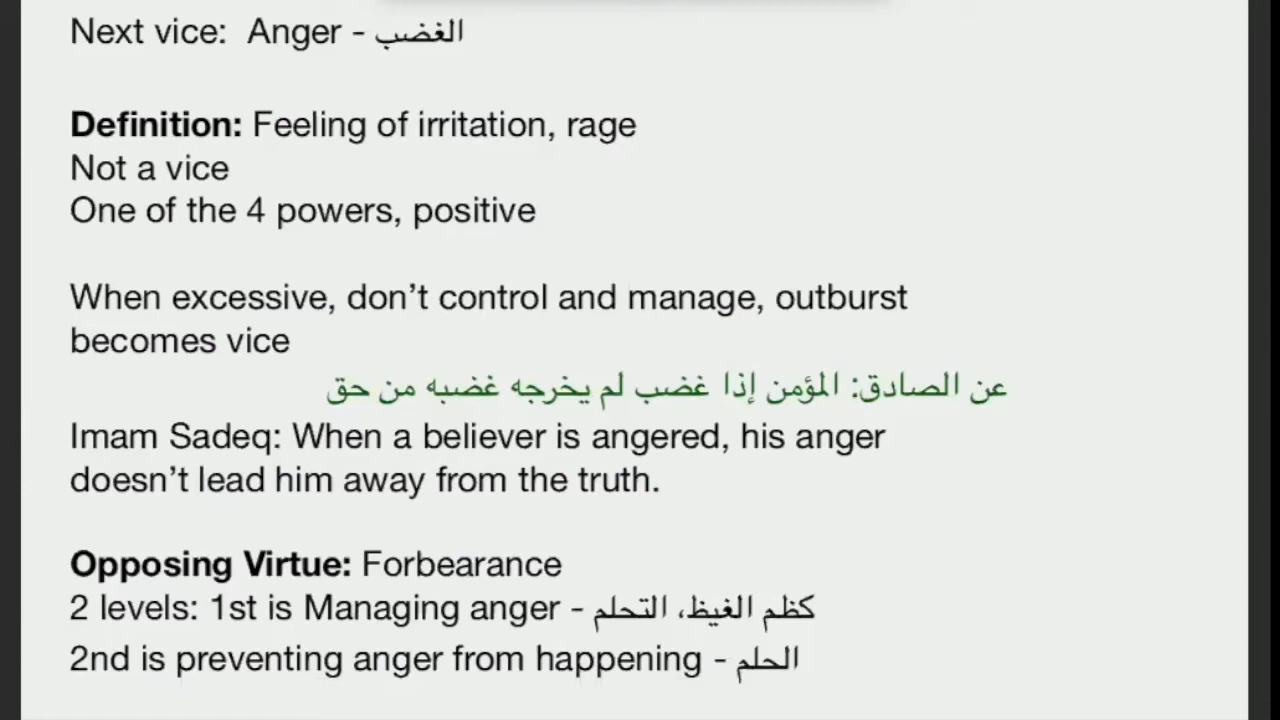 Next vice:  Anger - الغضب
Definition: Feeling of irritation, rage
Not a vice
One of the 4 powers, positive
When excessive, don’t control and manage, outburst
becomes vice
عن الصادق: المؤمن إذا غضب لم يخرجه غضبه من حق
Imam Sadeq: When a believer is angered, his anger
doesn’t lead him away from the truth.
Opposing Virtue: Forbearance
2 levels: 1st is Managing anger - كظم الغيظ، التحلم
2nd is preventing anger from happening - الحلم